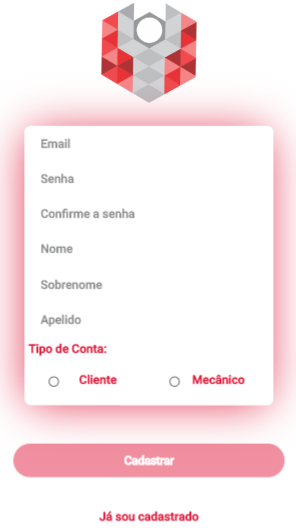 Email
Senha
Confirme a senha
Nome
Sobrenome
Apelido
Tipo de Conta:
Cliente Mecânico
Cadastrar
Já sou cadastrado